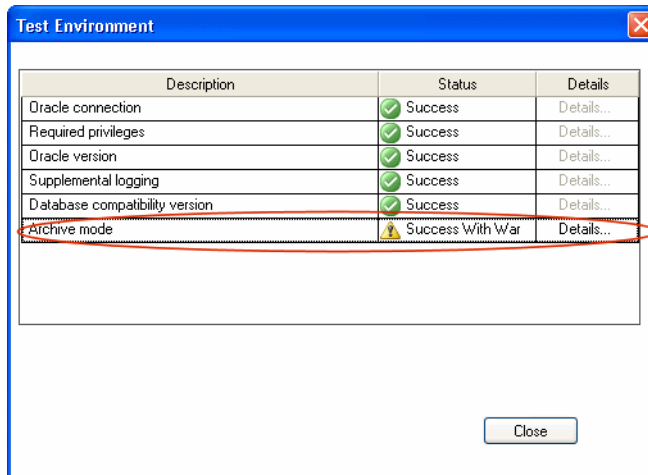 Test Environment
Description Status Details
Oracle connection Success Details...
Required privileges Success Details...
Oracle version Success Details...
Supplemental logging Success Details...
Database compatibility version Success Details...
Archive mode Success With War Details...
Close